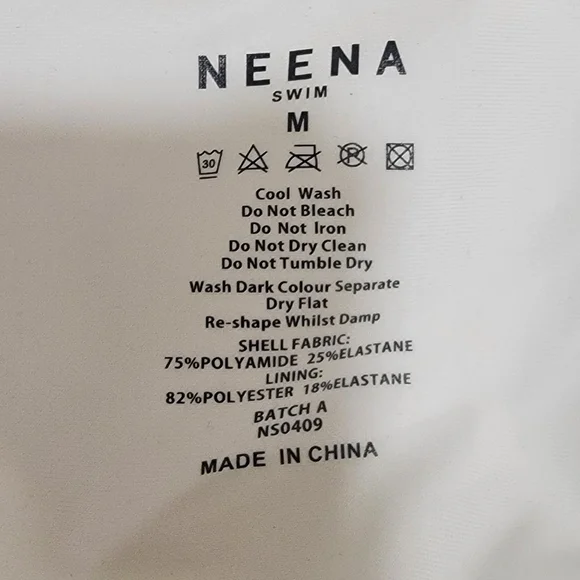 NEENA
SWIM
M
30
Cool Wash
Do Not Bleach
Do Not Iron
Do Not Dry Clean
Do Not Tumble Dry
Wash Dark Colour Separate
Dry Flat
Re-shape Whilst Damp
SHELL FABRIC:
75%POLYAMIDE 25%ELASTANE
LINING:
82%POLYESTER 18%ELASTANE
BATCH A
NS0409
MADE IN CHINA